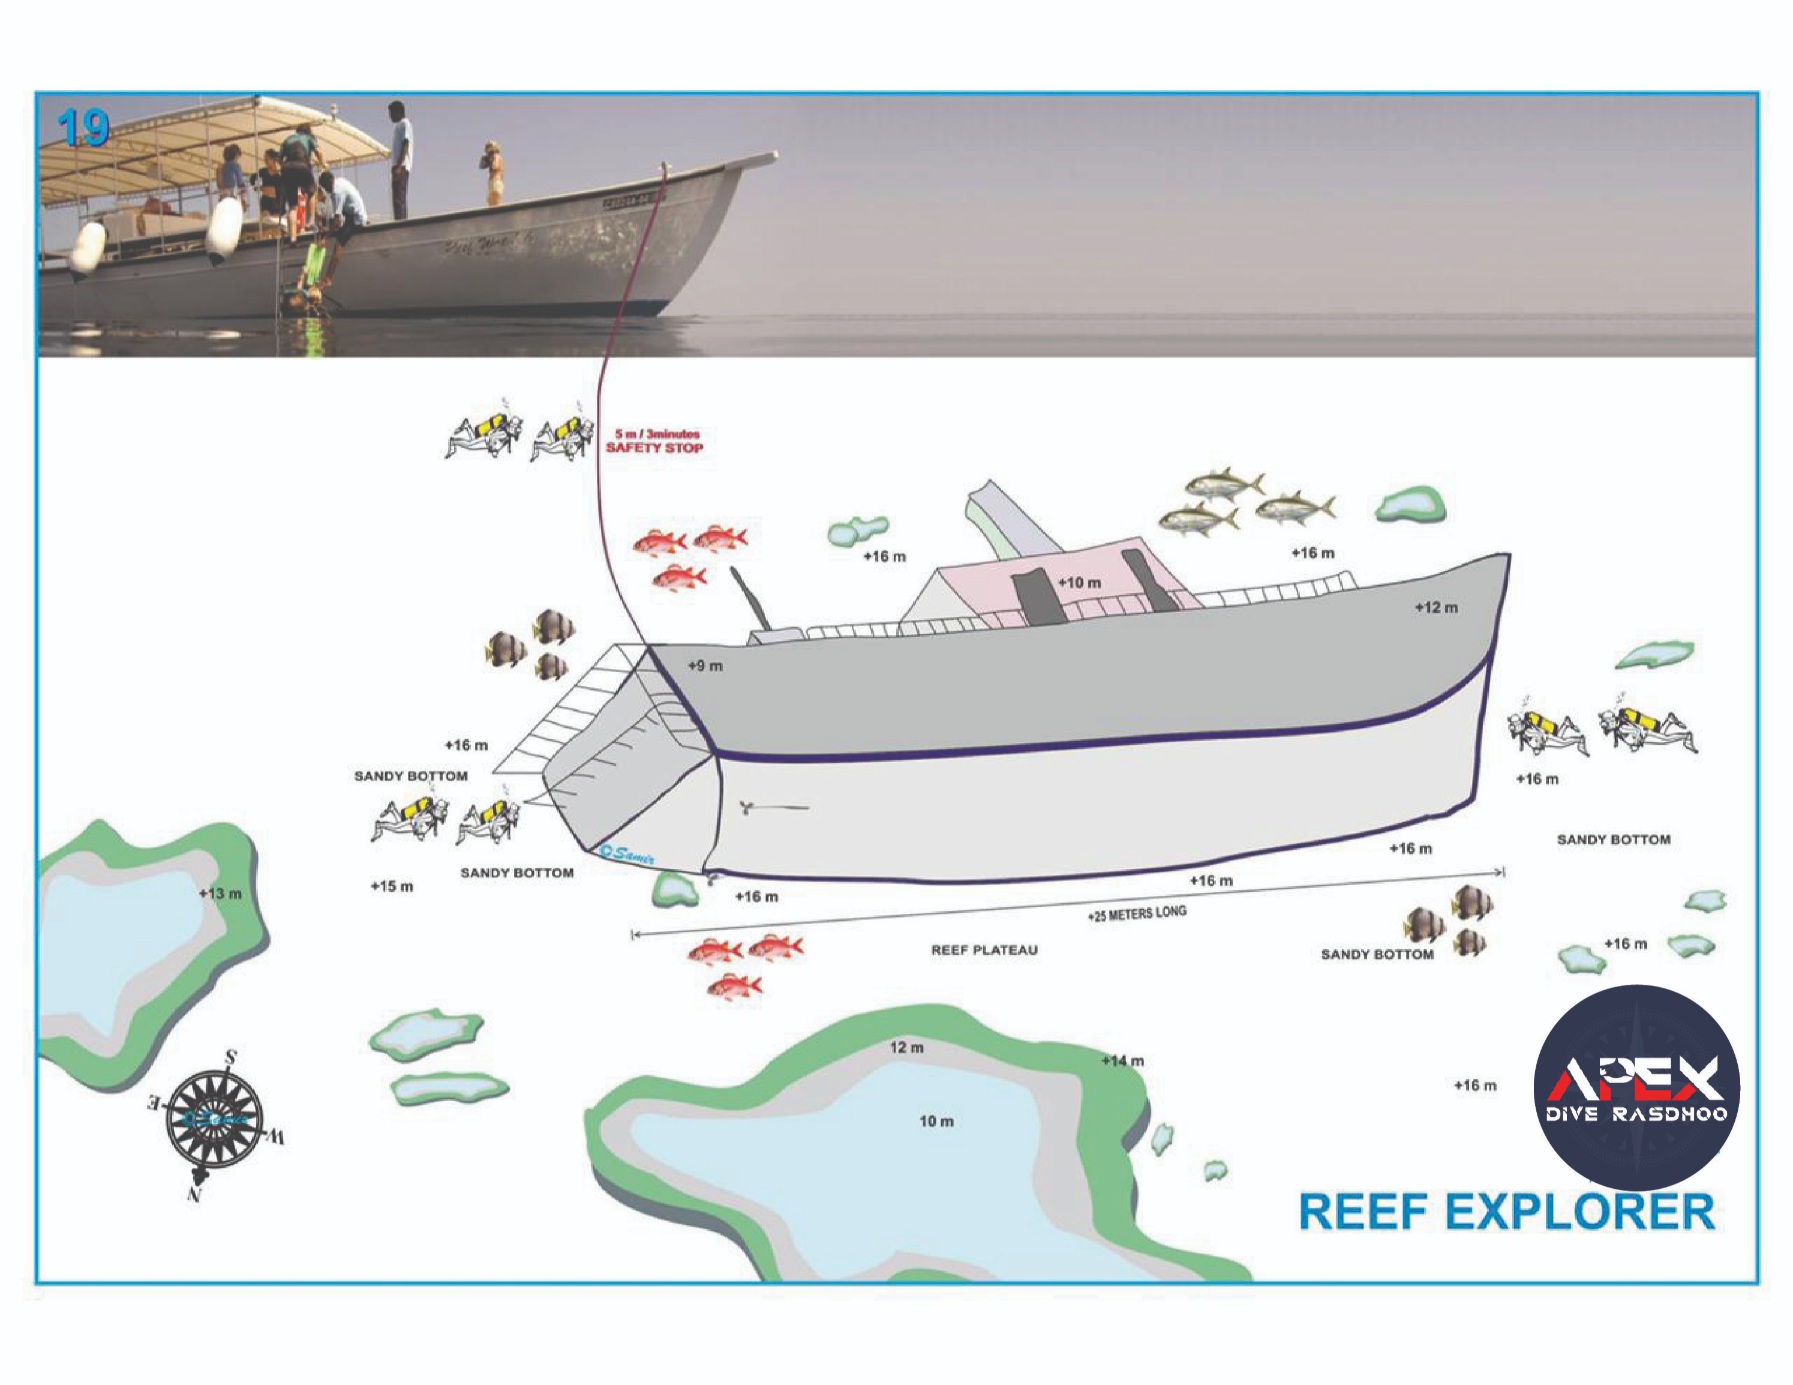 19
5 m / 3minutes
SAFETY STOP
+16 m
+16 m
+10 m
+12 m
+9 m
+16 m
SANDY BOTTOM
+16 m
SANDY BOTTOM
+16 m
SANDY BOTTOM
© Samir
+15 m
+13 m
+16 m
+16 m
+25 METERS LONG
REEF PLATEAU
SANDY BOTTOM
+16 m
12 m
+14 m
10 m
+16 m
S
E
W
N
© Samir
APEX
DIVE RASDHOO
REEF EXPLORER